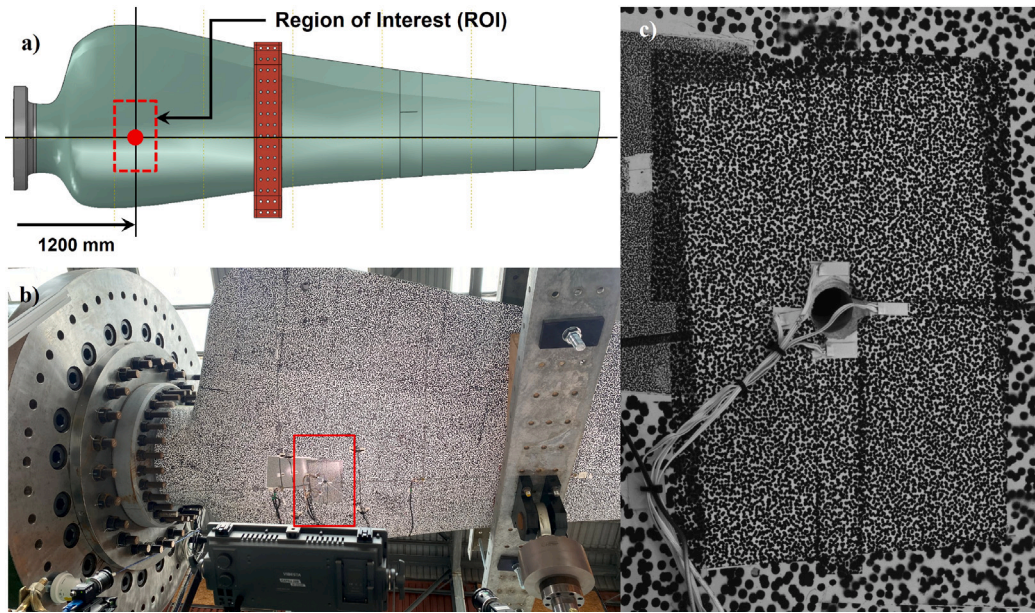 a)
Region of Interest (ROI)
1200 mm
b)
c)